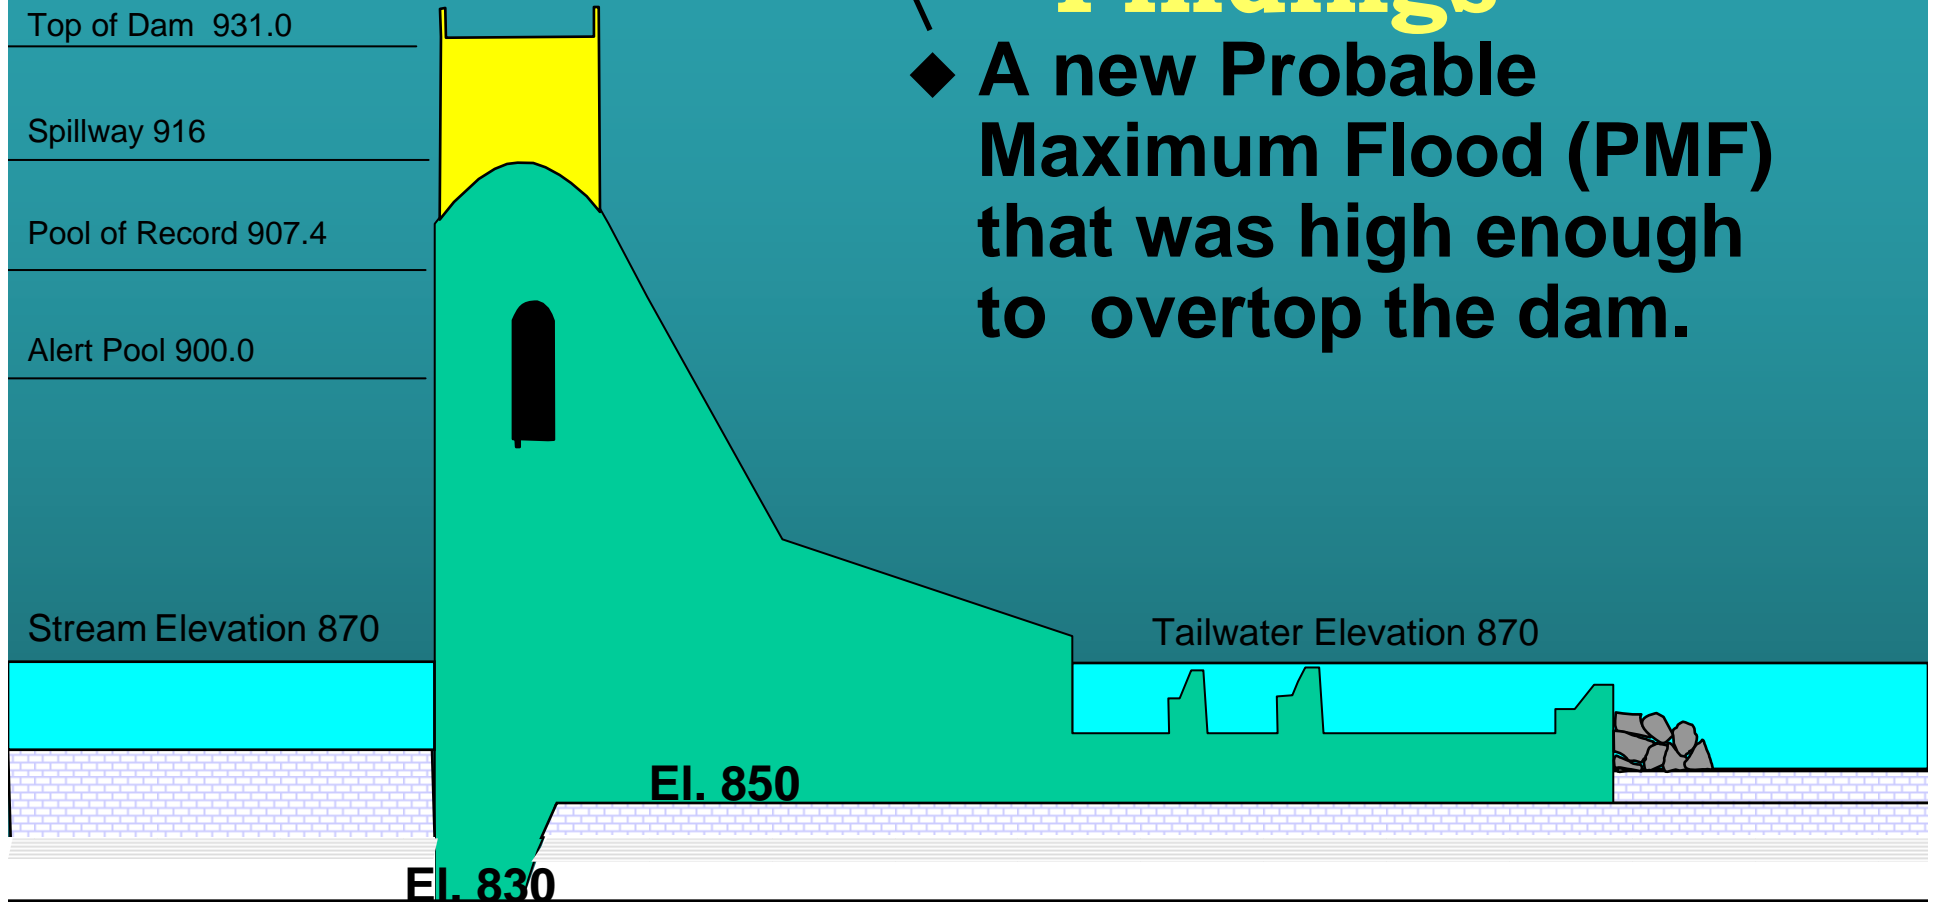 Findings
Top of Dam  931.0
Spillway 916
Pool of Record 907.4
Alert Pool 900.0
◆ A new Probable
Maximum Flood (PMF)
that was high enough
to  overtop the dam.
Stream Elevation 870
Tailwater Elevation 870
El. 850
El. 830